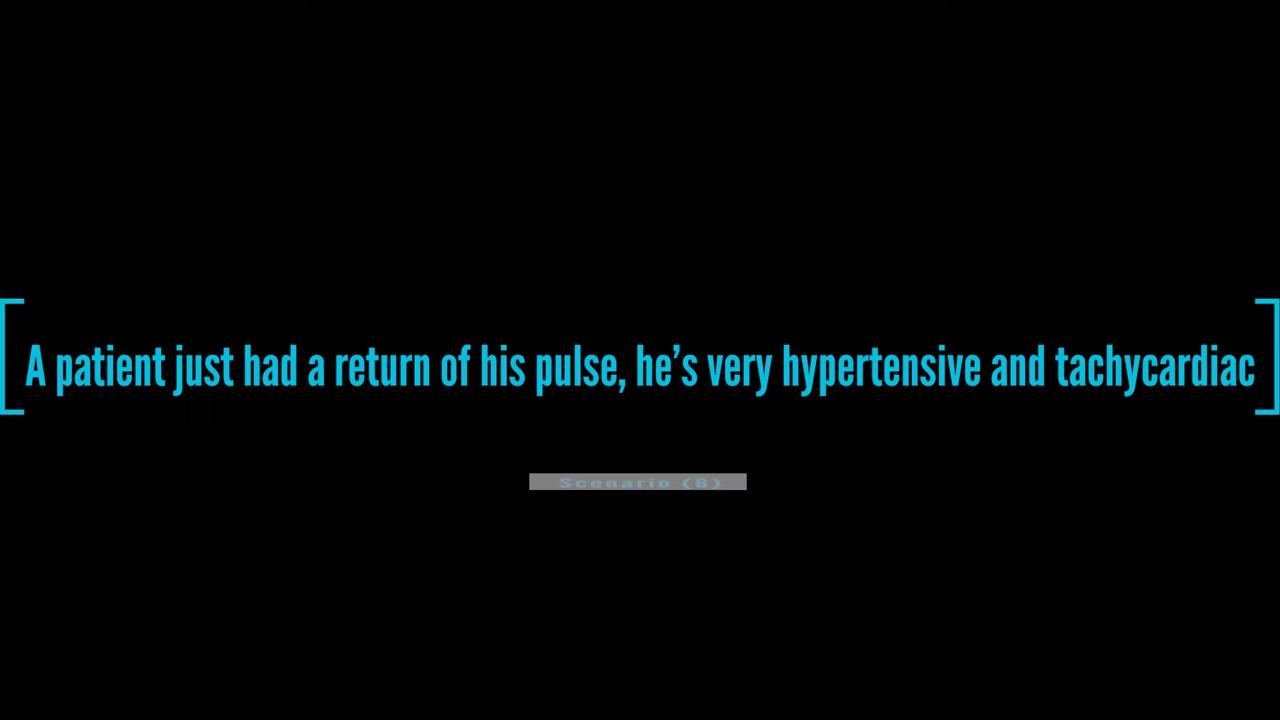 A patient just had a return of his pulse, he’s very hypertensive and tachycardiac
Scenario (8)